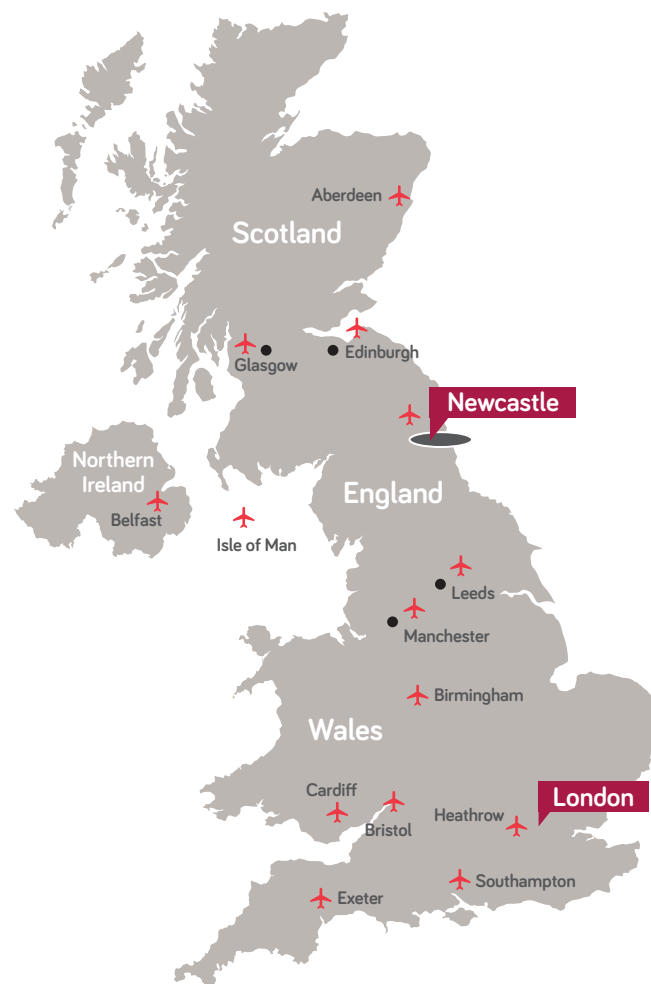 Aberdeen
Scotland
Edinburgh
Glasgow
Newcastle
Northern
Ireland
England
Belfast
Isle of Man
Leeds
Manchester
Birmingham
Wales
Cardiff
London
Heathrow
Bristol
Southampton
Exeter